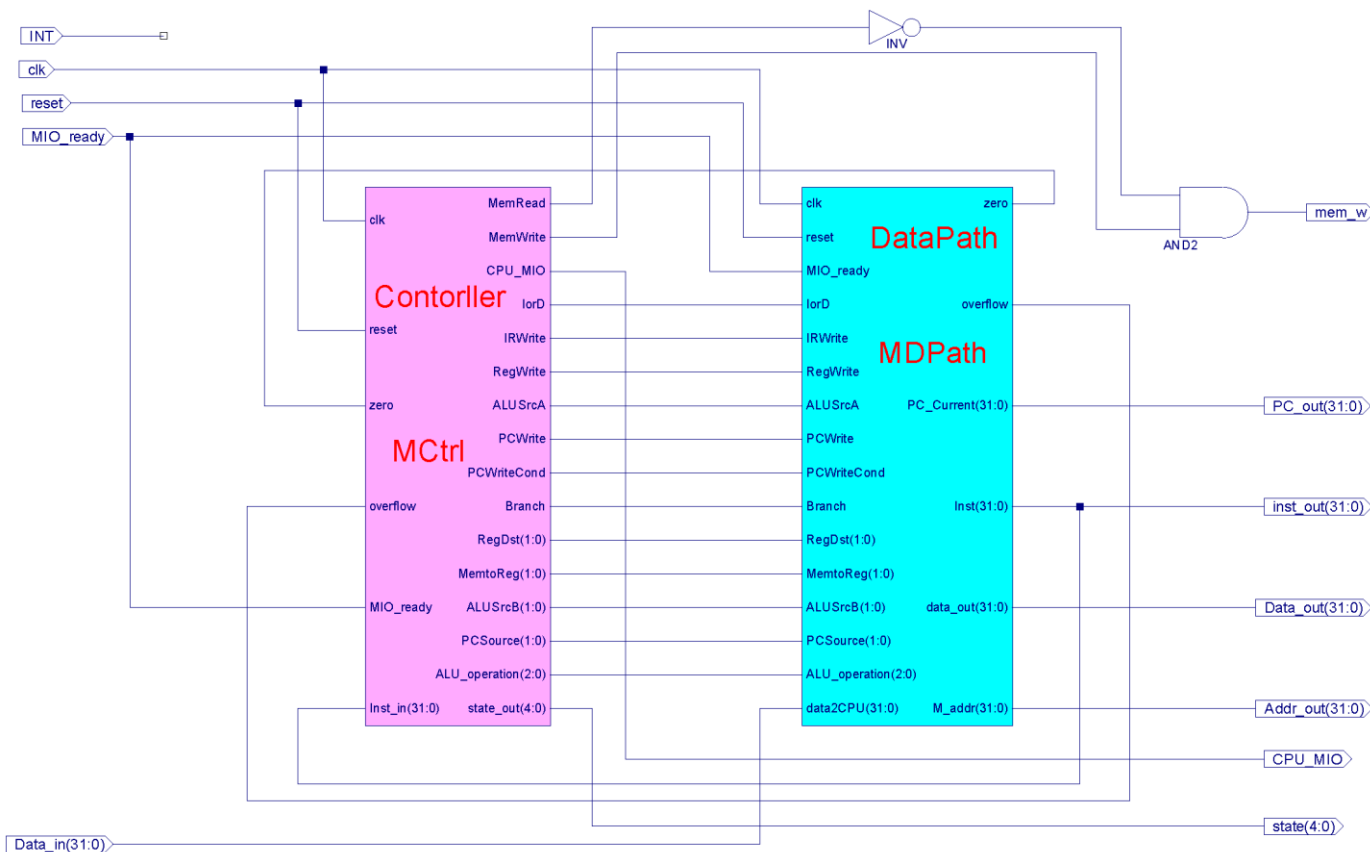 INT
clk
reset
MIO_ready
INV
AND2
mem_w
clk
reset
zero
overflow
MIO_ready
Inst_in(31:0)
Contorller
MCtrl
MemRead
MemWrite
CPU_MIO
IorD
IRWrite
RegWrite
ALUSrcA
PCWrite
PCWriteCond
Branch
RegDst(1:0)
MemtoReg(1:0)
ALUSrcB(1:0)
PCSource(1:0)
ALU_operation(2:0)
state_out(4:0)
clk
reset
MIO_ready
IorD
IRWrite
RegWrite
ALUSrcA
PCWrite
PCWriteCond
Branch
RegDst(1:0)
MemtoReg(1:0)
ALUSrcB(1:0)
PCSource(1:0)
ALU_operation(2:0)
data2CPU(31:0)
DataPath
MDPath
zero
overflow
PC_Current(31:0)
Inst(31:0)
data_out(31:0)
M_addr(31:0)
PC_out(31:0)
inst_out(31:0)
Data_out(31:0)
Addr_out(31:0)
CPU_MIO
state(4:0)
Data_in(31:0)